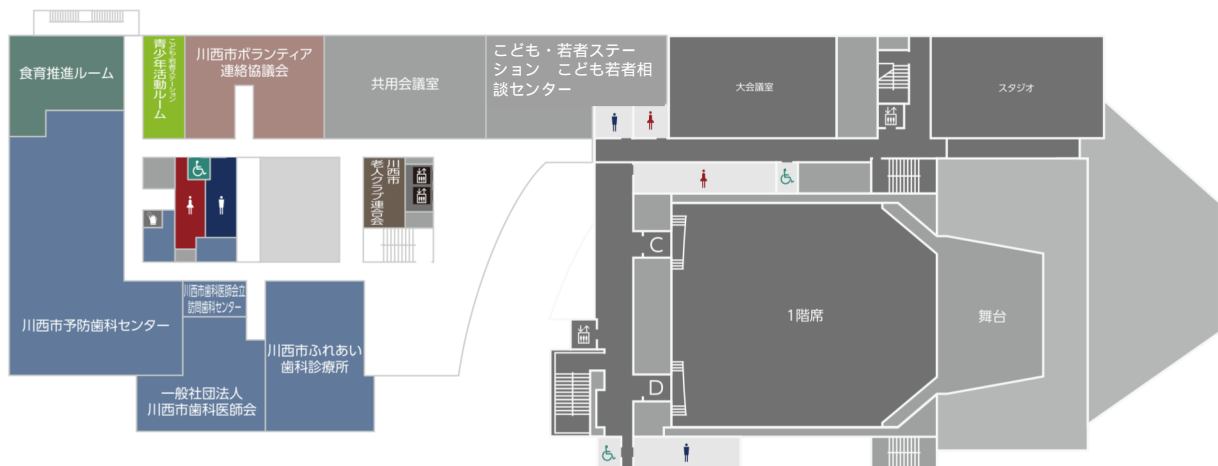 食育推進ルーム
こども・若者ステーション
青少年活動ルーム
川西市ボランティア
連絡協議会
共用会議室
こども・若者ステー
ション　こども若者相
談センター
大会議室
スタジオ
川西市
老人クラブ連合会
C
D
1階席
舞台
川西市予防歯科センター
川西市歯科医師会立
訪問歯科センター
川西市ふれあい
歯科診療所
一般社団法人
川西市歯科医師会